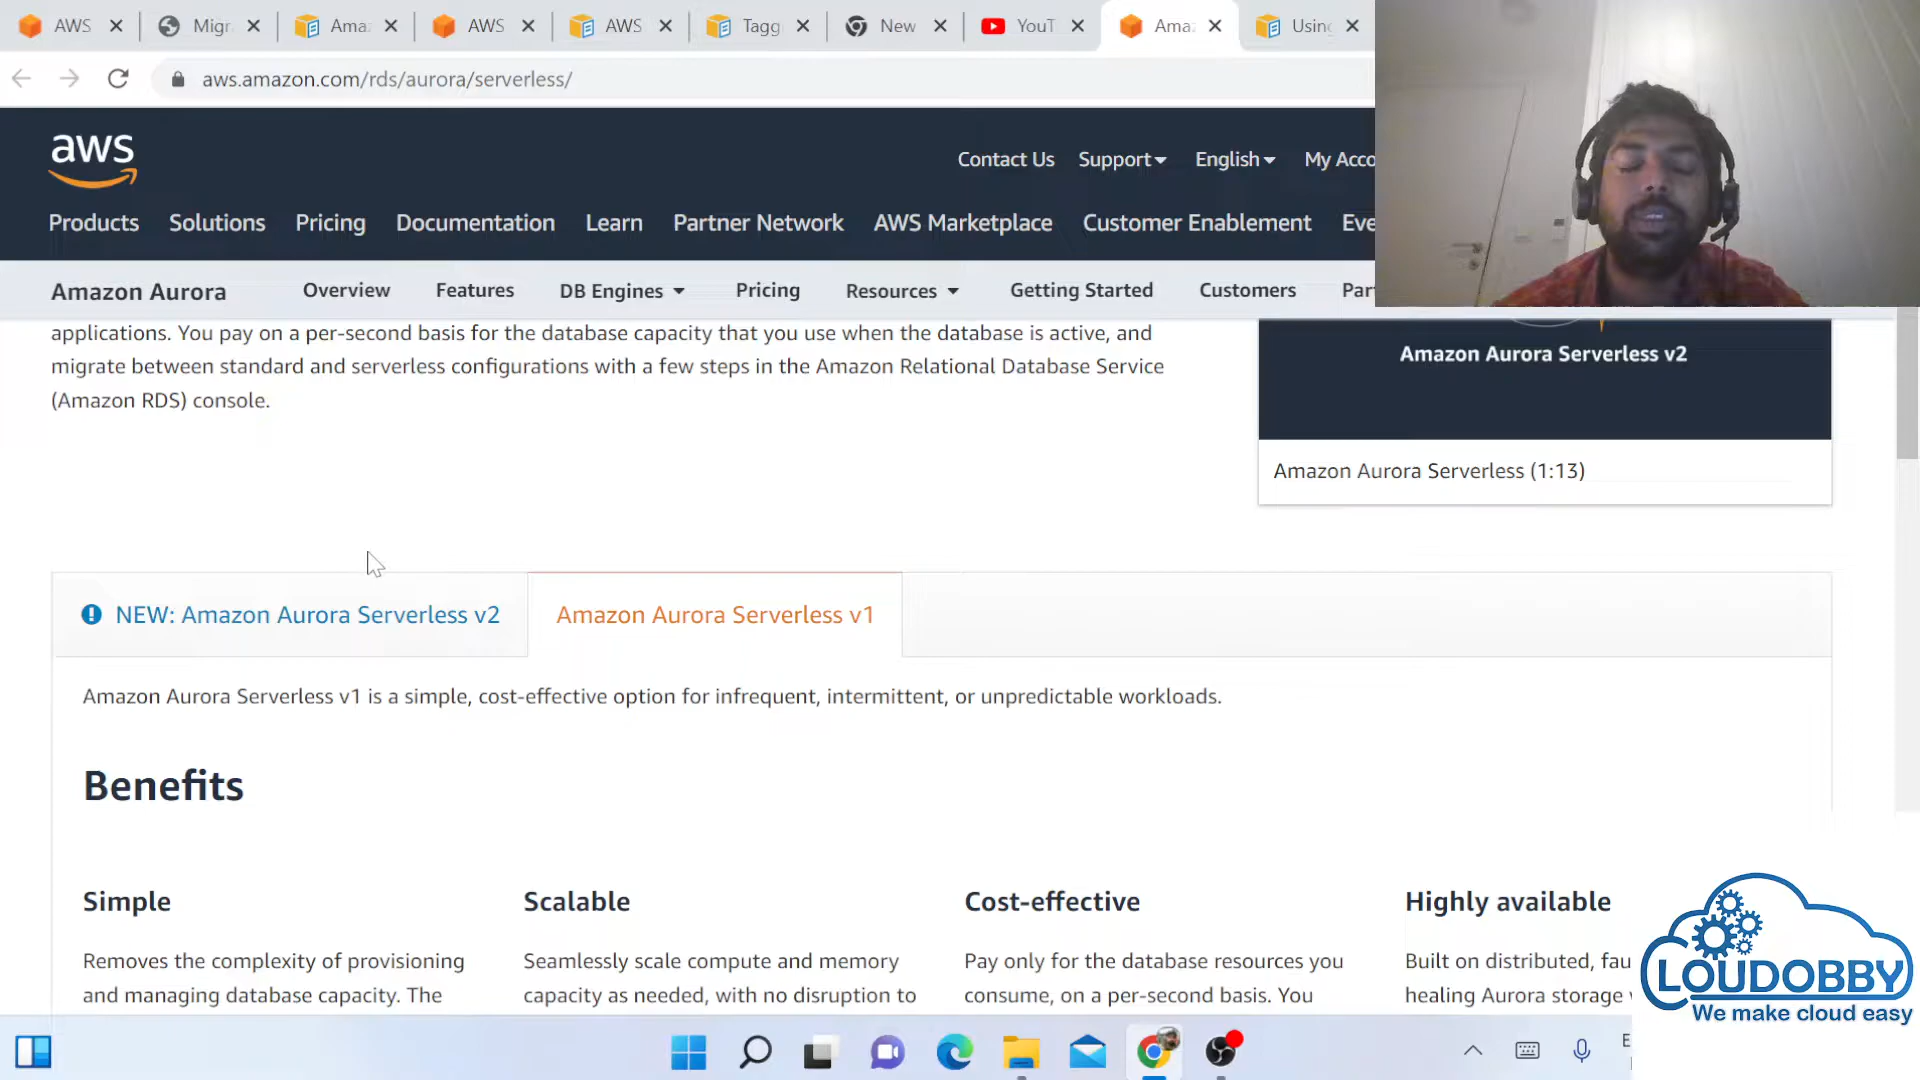 AWS
Migr
Amaz
AWS
AWS
Tagg
New
YouT
Amaz
Using
aws.amazon.com/rds/aurora/serverless/
aws
Contact Us Support English My Acco
Products Solutions Pricing Documentation Learn Partner Network AWS Marketplace Customer Enablement Eve
Amazon Aurora Overview Features DB Engines Pricing Resources Getting Started Customers Par
applications. You pay on a per-second basis for the database capacity that you use when the database is active, and
migrate between standard and serverless configurations with a few steps in the Amazon Relational Database Service
(Amazon RDS) console.
Amazon Aurora Serverless v2
Amazon Aurora Serverless (1:13)
NEW: Amazon Aurora Serverless v2
Amazon Aurora Serverless v1
Amazon Aurora Serverless v1 is a simple, cost-effective option for infrequent, intermittent, or unpredictable workloads.
Benefits
Simple
Removes the complexity of provisioning
and managing database capacity. The
Scalable
Seamlessly scale compute and memory
capacity as needed, with no disruption to
Cost-effective
Pay only for the database resources you
consume, on a per-second basis. You
Highly available
Built on distributed, fau
healing Aurora storage
CLOUDOBBY
We make cloud easy